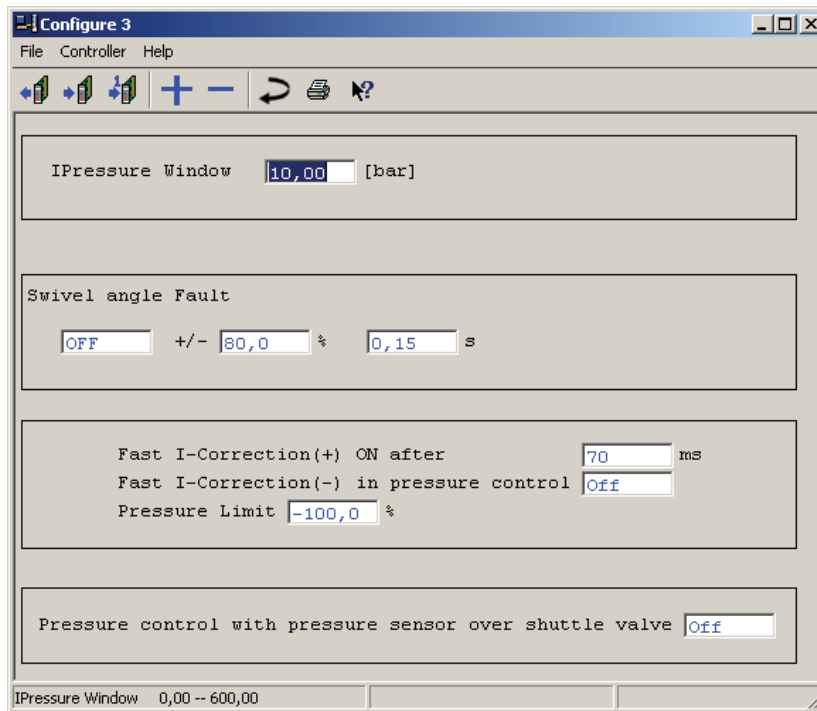 Configure 3
File Controller Help
1
?
IPressure Window 10,00 [bar]
Swivel angle Fault
OFF +/- 80,0 % 0,15 s
Fast I-Correction(+) ON after 70 ms
Fast I-Correction(-) in pressure control Off
Pressure Limit -100,0 %
Pressure control with pressure sensor over shuttle valve Off
IPressure Window 0,00 -- 600,00